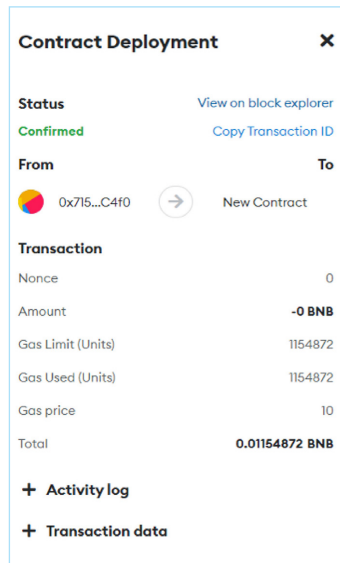 Contract Deployment
Status View on block explorer
Confirmed Copy Transaction ID
From To
0x715...C4f0 New Contract
Transaction
Nonce 0
Amount -0 BNB
Gas Limit (Units) 1154872
Gas Used (Units) 1154872
Gas price 10
Total 0.01154872 BNB
+ Activity log
+ Transaction data